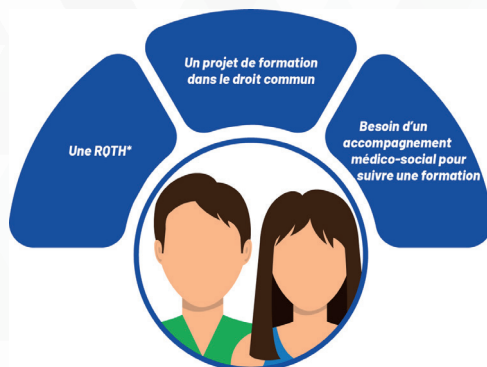 Une RQTH*
Un projet de formation
dans le droit commun
Besoin d'un
accompagnement
médico-social pour
suivre une formation